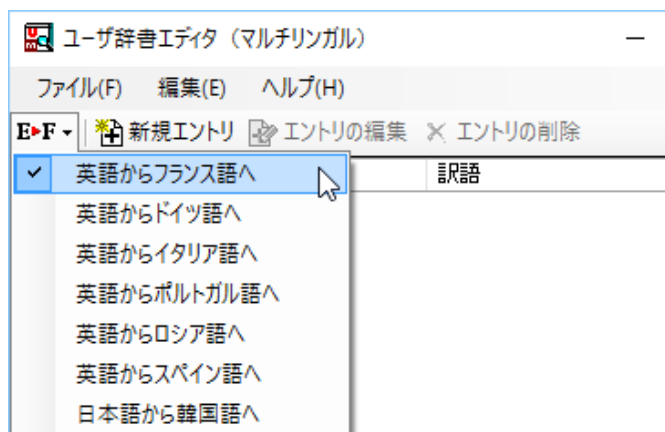 ユーザ辞書エディタ（マルチリンガル）
ファイル(F) 編集(E) ヘルプ(H)
E▸F 新規エントリ エントリの編集 エントリの削除
英語からフランス語へ 訳語
英語からドイツ語へ
英語からイタリア語へ
英語からポルトガル語へ
英語からロシア語へ
英語からスペイン語へ
日本語から韓国語へ